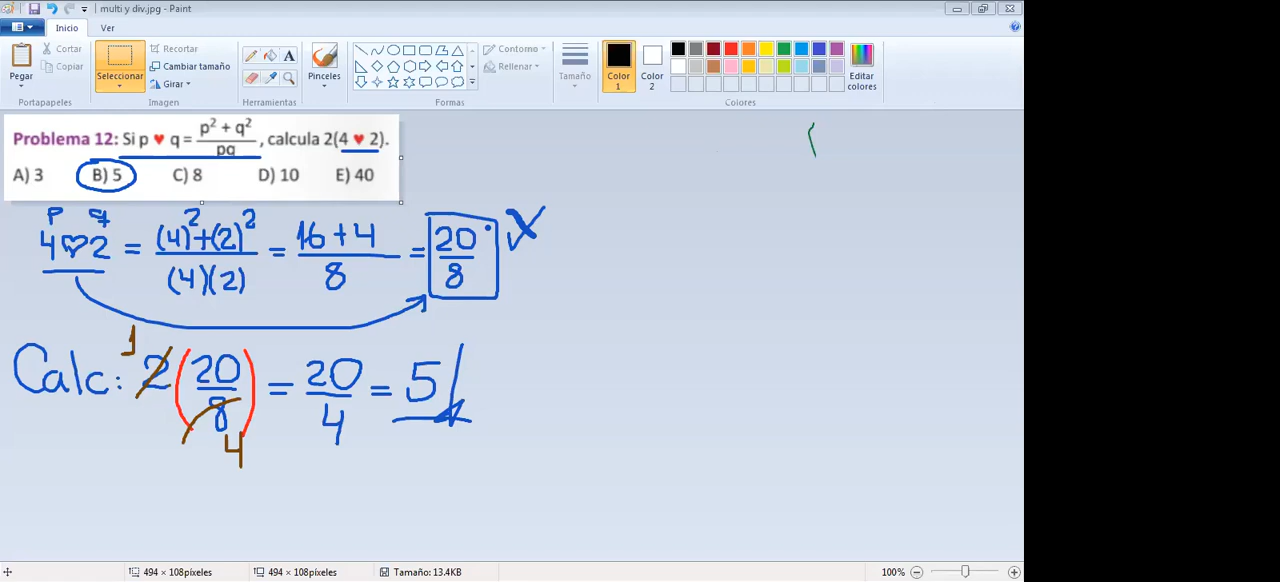 multi y div.jpg - Paint
Inicio Ver
Pegar
Cortar
Copiar
Portapapeles
Seleccionar
Recortar
Cambiar tamaño
Girar
Imagen
A
Herramientas
Pinceles
Contorno
Rellenar
Formas
Tamaño
Color 1
Color 2
Editar colores
Colores
Problema 12: Si p ♥ q = (p² + q²)/pq, calcula 2(4 ♥ 2).
A) 3 B) 5 C) 8 D) 10 E) 40
p q
4♡2 = ((4)²+(2)²)/((4)(2)) = (16+4)/8 = 20/8
1
Calc: 2(20/8) = 20/4 = 5
4
(
494 × 108píxeles 494 × 108píxeles Tamaño: 13.4KB 100%